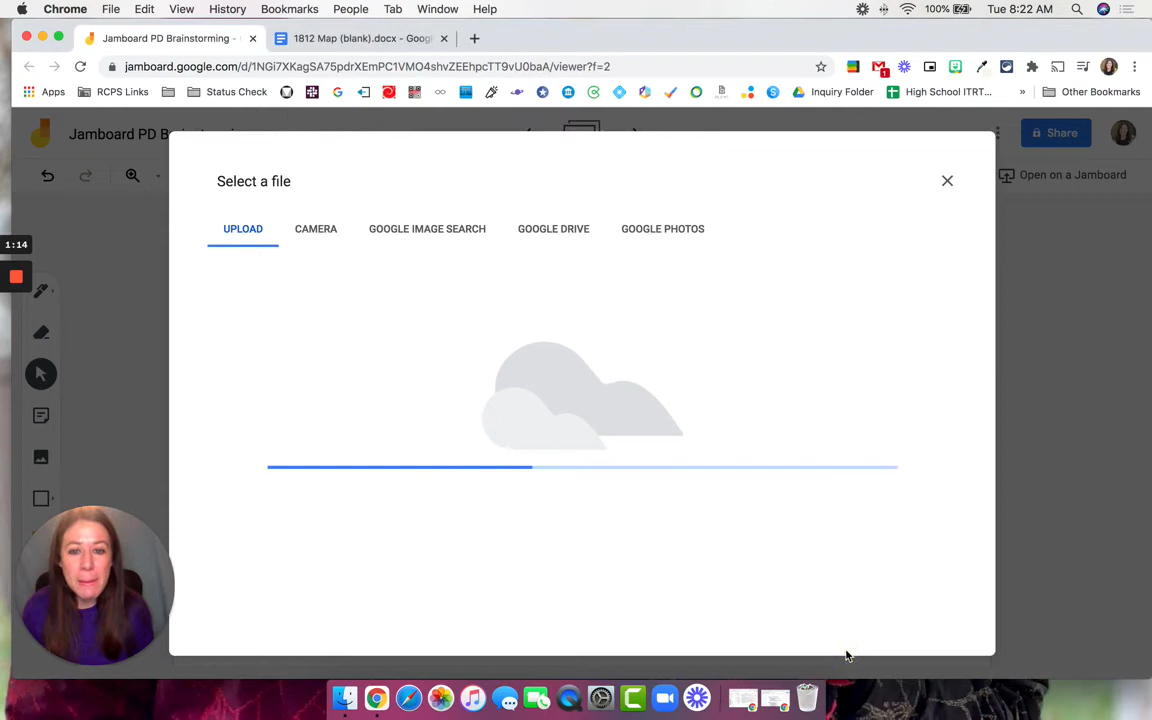 Chrome File Edit View History Bookmarks People Tab Window Help 100% Tue 8:22 AM
Jamboard PD Brainstorming - 1812 Map (blank).docx - Goog
jamboard.google.com/d/1NGi7XKagSA75pdrXEmPC1VMO4shvZEEhpcTT9vU0baA/viewer?f=2 1
Apps RCPS Links Status Check Inquiry Folder High School ITRT... » Other Bookmarks
Jamboard PD B Share
Open on a Jamboard
Select a file
UPLOAD CAMERA GOOGLE IMAGE SEARCH GOOGLE DRIVE GOOGLE PHOTOS
1:14